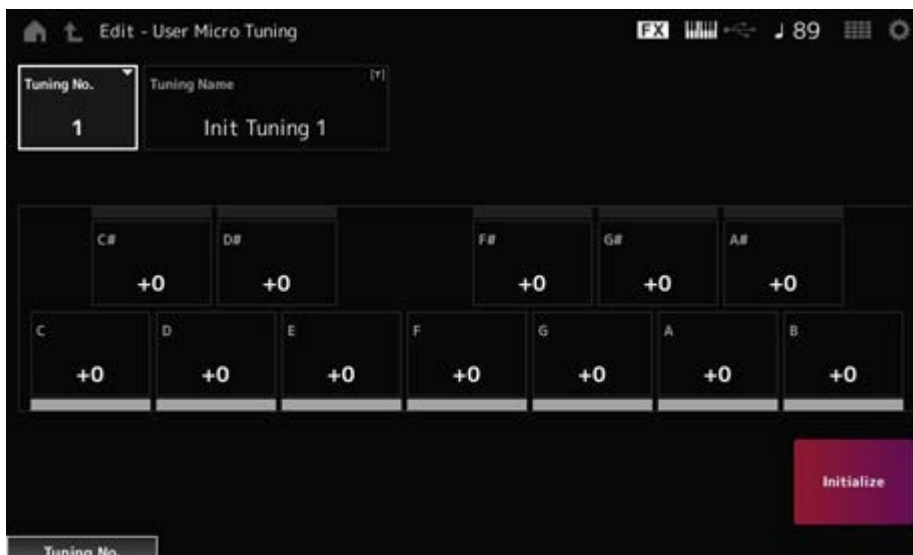 Edit - User Micro Tuning
FX
♩ 89
Tuning No.
1
Tuning Name
[T]
Init Tuning 1
C#
+0
D#
+0
F#
+0
G#
+0
A#
+0
C
+0
D
+0
E
+0
F
+0
G
+0
A
+0
B
+0
Initialize
Tuning No.